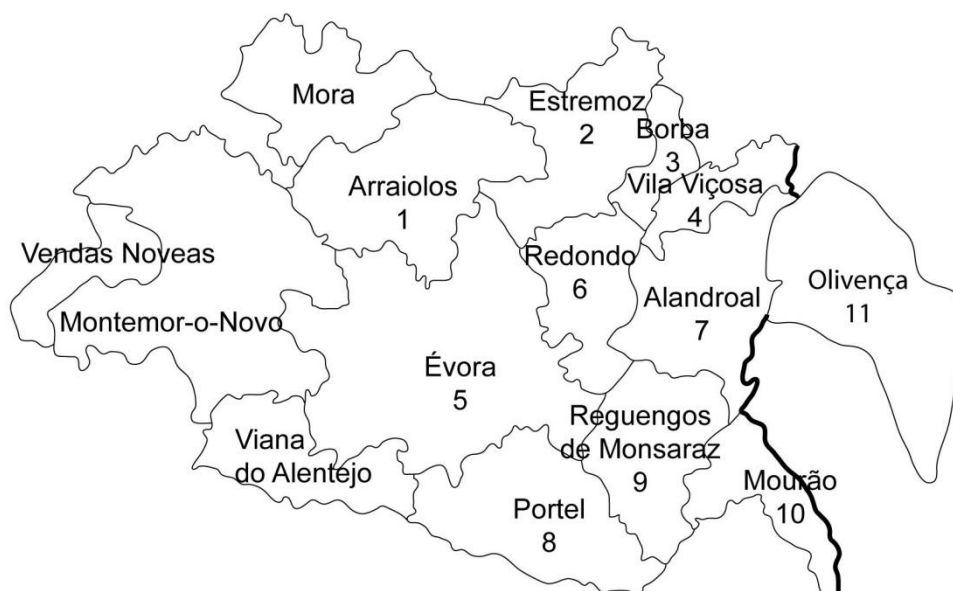 Mora
Estremoz
2
Borba
3
Arraiolos
1
Vila Viçosa
4
Vendas Noveas
Redondo
6
Olivença
11
Alandroal
7
Montemor-o-Novo
Évora
5
Reguengos
de Monsaraz
9
Viana
do Alentejo
Mourão
10
Portel
8